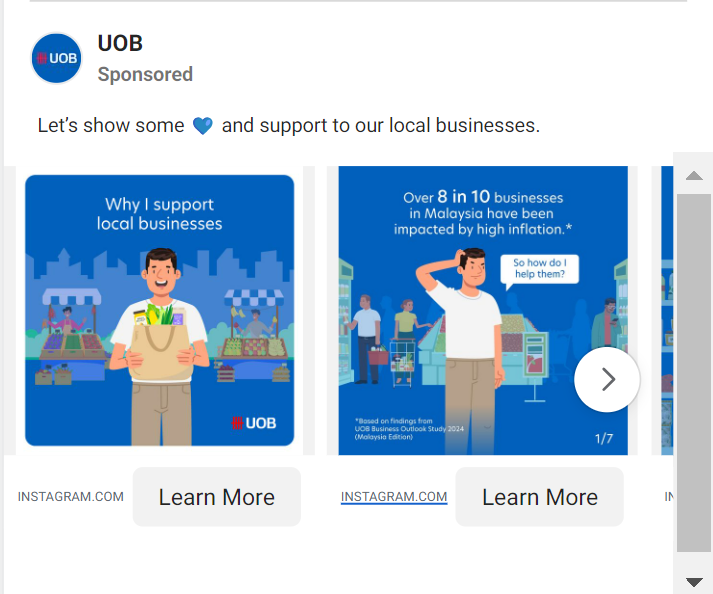 UOB
UOB
Sponsored
Let's show some 💙 and support to our local businesses.
Why I support
local businesses
UOB
INSTAGRAM.COM
Learn More
Over 8 in 10 businesses
in Malaysia have been
impacted by high inflation.*
So how do I
help them?
*Based on findings from
UOB Business Outlook Study 2024
(Malaysia Edition)
1/7
INSTAGRAM.COM
Learn More